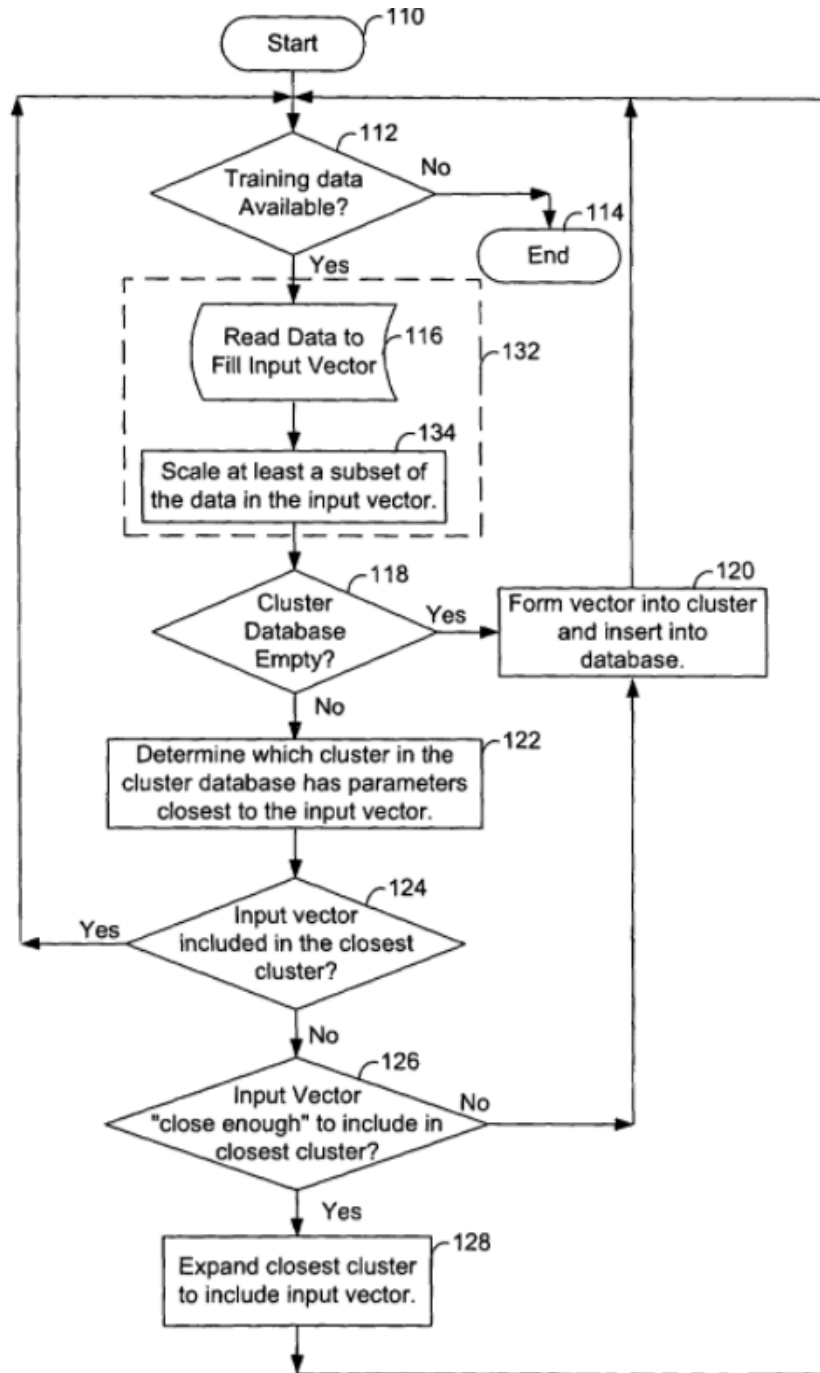 110
Start
112
Training data
Available?
No
114
End
Yes
Read Data to
Fill Input Vector
116
132
134
Scale at least a subset of
the data in the input vector.
118
Cluster
Database
Empty?
Yes
120
Form vector into cluster
and insert into
database.
No
122
Determine which cluster in the
cluster database has parameters
closest to the input vector.
124
Input vector
included in the closest
cluster?
Yes
No
126
Input Vector
"close enough" to include in
closest cluster?
No
Yes
128
Expand closest cluster
to include input vector.